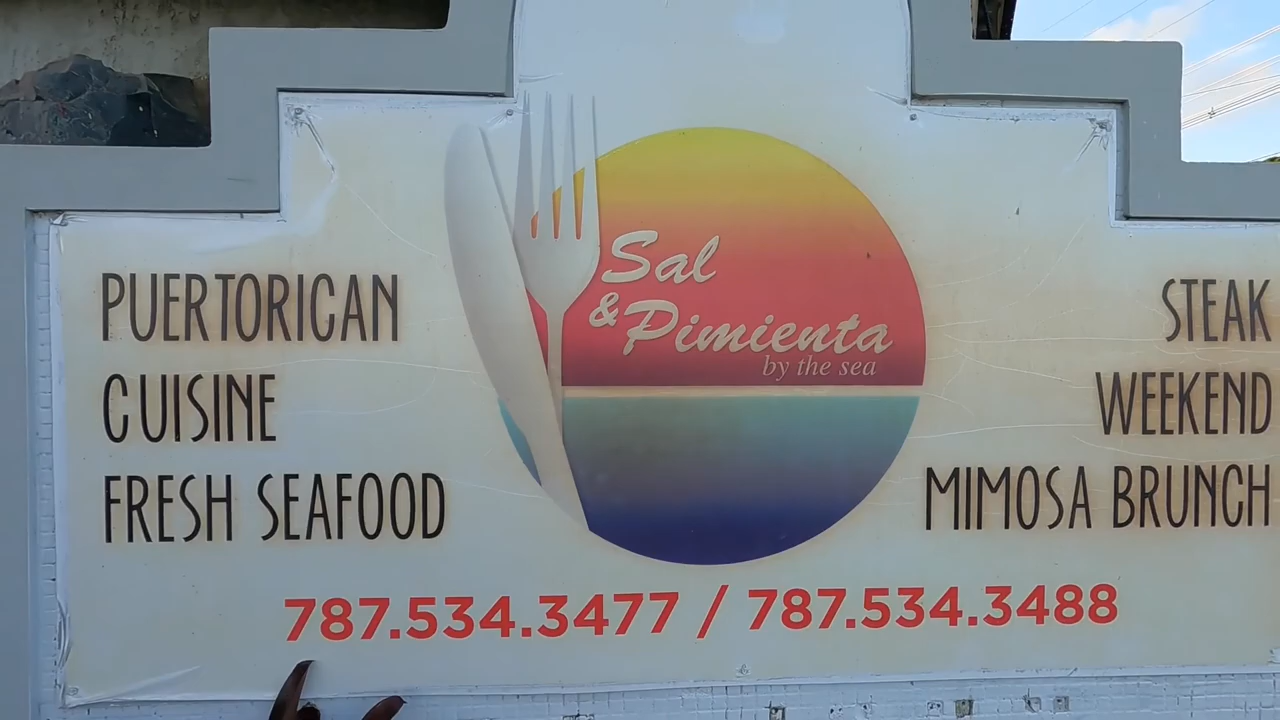 PUERTORICAN
CUISINE
FRESH SEAFOOD
Sal
& Pimienta
by the sea
STEAK
WEEKEND
MIMOSA BRUNCH
787.534.3477 / 787.534.3488